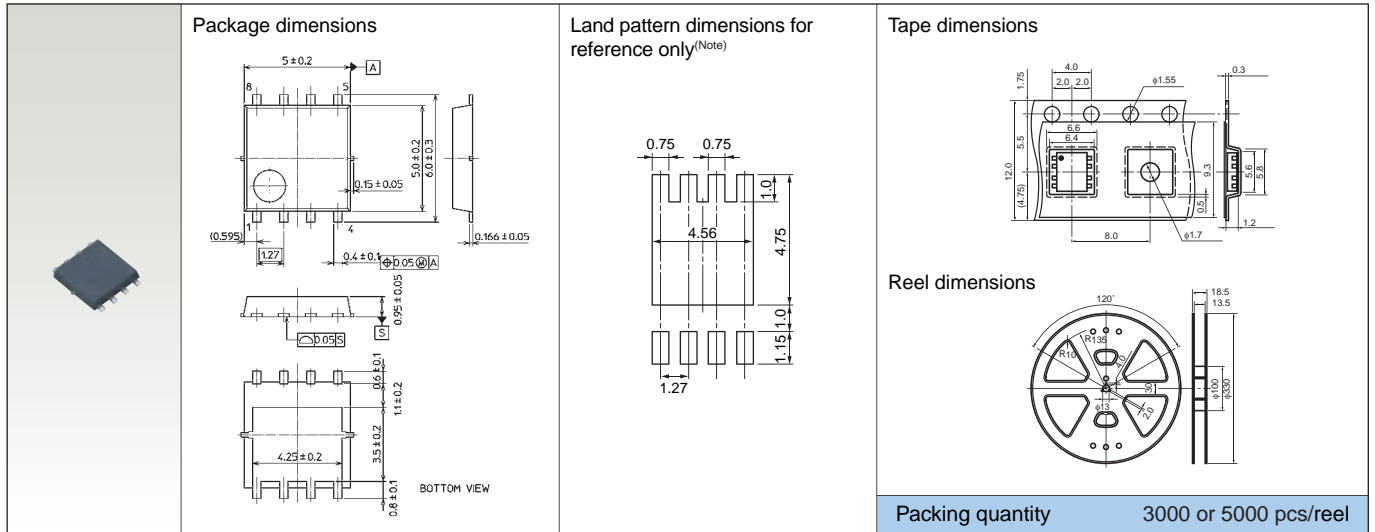 Package dimensions
5±0.2
A
8
5
5.0±0.2
6.0±0.3
0.15±0.05
1
4
(0.595)
1.27
0.4±0.1
0.05 Ⓜ A
0.166±0.05
0.95±0.05
S
0.05 S
0.6±0.1
1.1±0.2
4.25±0.2
3.5±0.2
0.8±0.1
BOTTOM VIEW
Land pattern dimensions for
reference only(Note)
0.75
0.75
1.0
4.56
4.75
1.0
1.15
1.27
Tape dimensions
4.0
2.0 2.0
1.75
φ1.55
0.3
6.6
6.4
5.5
12.0
(4.75)
9.3
5.6
5.8
0.5
1.2
8.0
φ1.7
Reel dimensions
120°
18.5
13.5
R135
R10
4.0
30
φ13
2.0
φ100
φ330
Packing quantity 3000 or 5000 pcs/reel